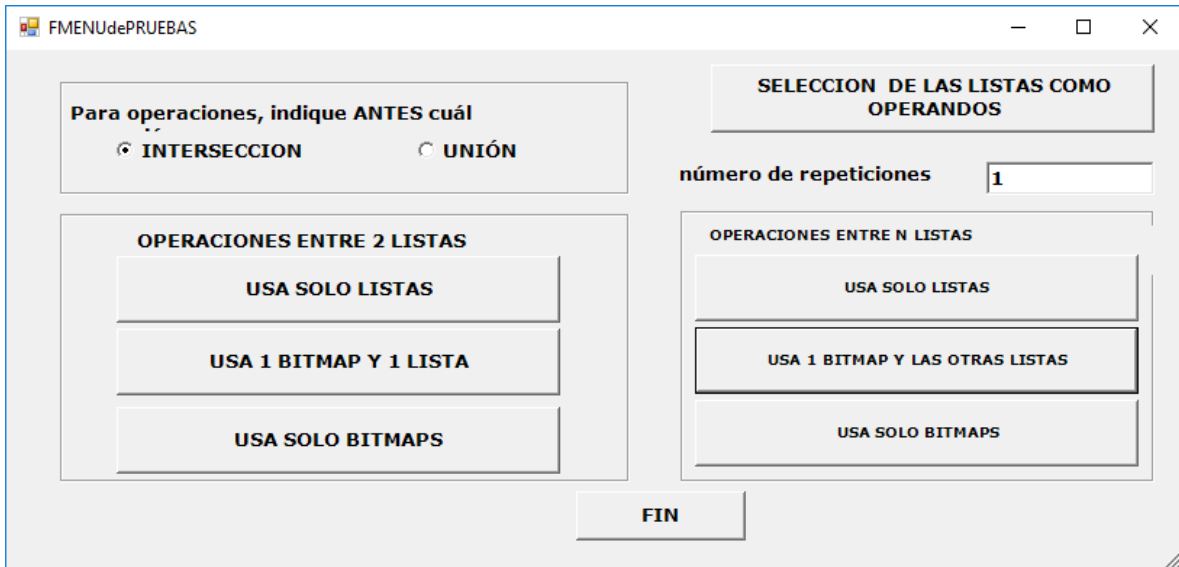 FMENUdePRUEBAS
Para operaciones, indique ANTES cuál
INTERSECCION
UNIÓN
SELECCION DE LAS LISTAS COMO
OPERANDOS
número de repeticiones
1
OPERACIONES ENTRE 2 LISTAS
USA SOLO LISTAS
USA 1 BITMAP Y 1 LISTA
USA SOLO BITMAPS
OPERACIONES ENTRE N LISTAS
USA SOLO LISTAS
USA 1 BITMAP Y LAS OTRAS LISTAS
USA SOLO BITMAPS
FIN